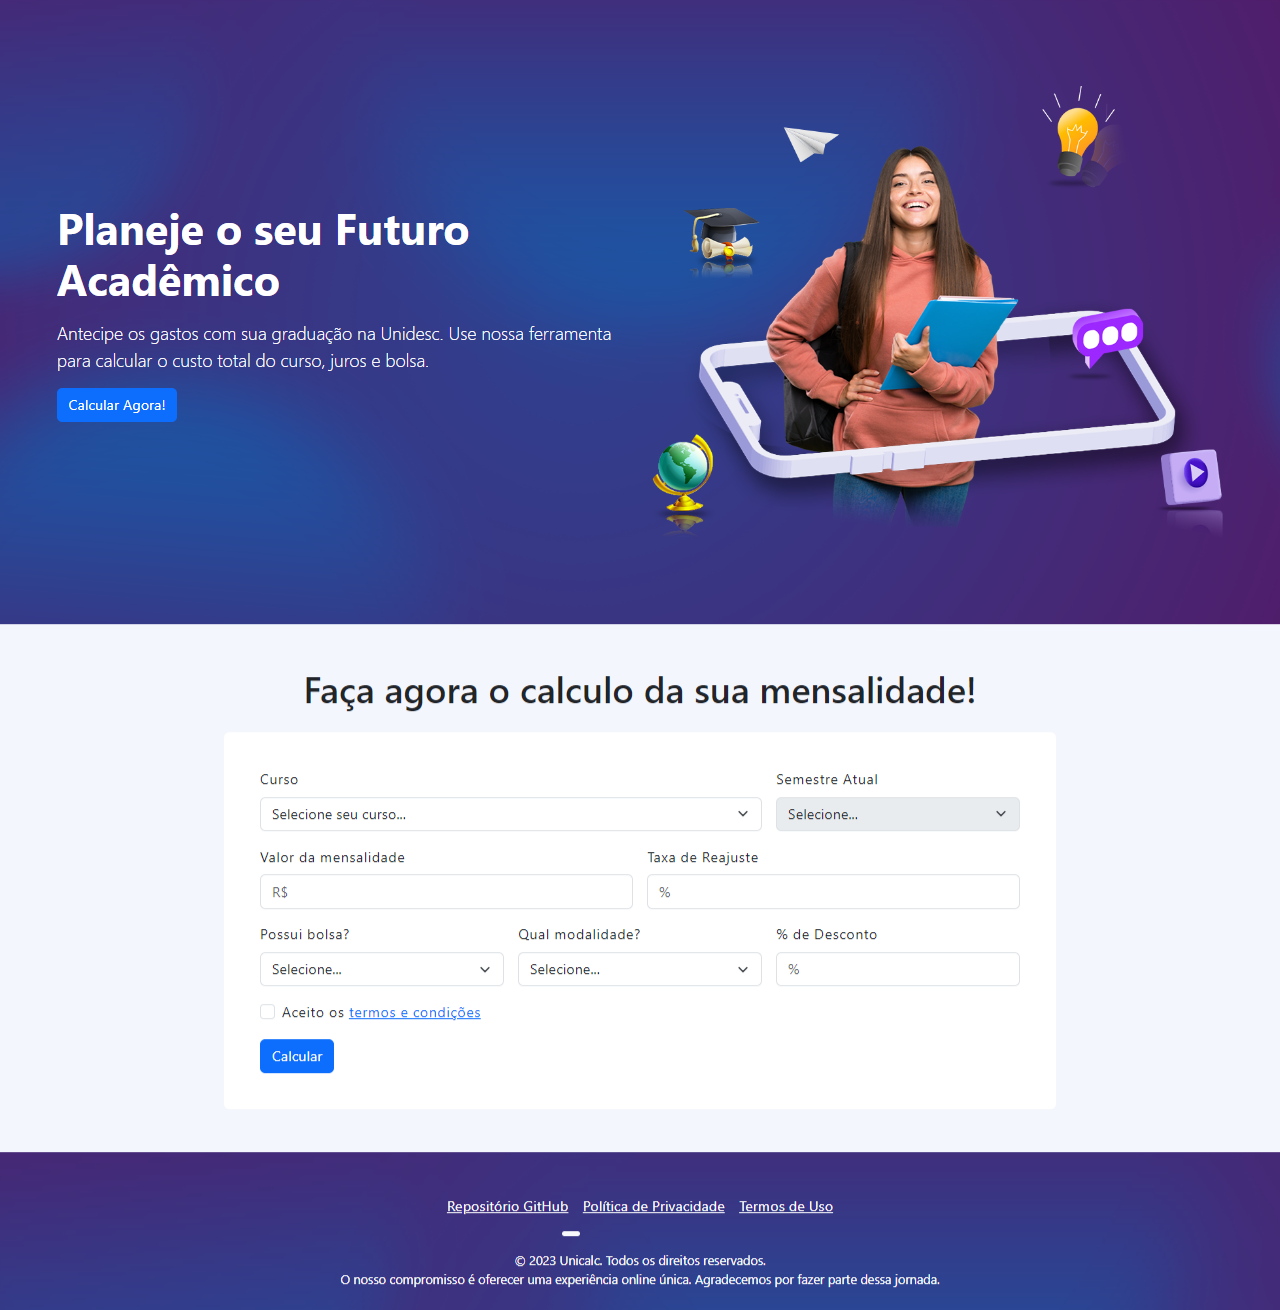 Planeje o seu Futuro
Acadêmico
Antecipe os gastos com sua graduação na Unidesc. Use nossa ferramenta
para calcular o custo total do curso, juros e bolsa.
Calcular Agora!
Faça agora o calculo da sua mensalidade!
Curso
Semestre Atual
Selecione seu curso...
Selecione...
Valor da mensalidade
Taxa de Reajuste
R$
%
Possui bolsa?
Qual modalidade?
% de Desconto
Selecione...
Selecione...
%
Aceito os termos e condições
Calcular
Repositório GitHub
Política de Privacidade
Termos de Uso
© 2023 Unicalc. Todos os direitos reservados.
O nosso compromisso é oferecer uma experiência online única. Agradecemos por fazer parte dessa jornada.